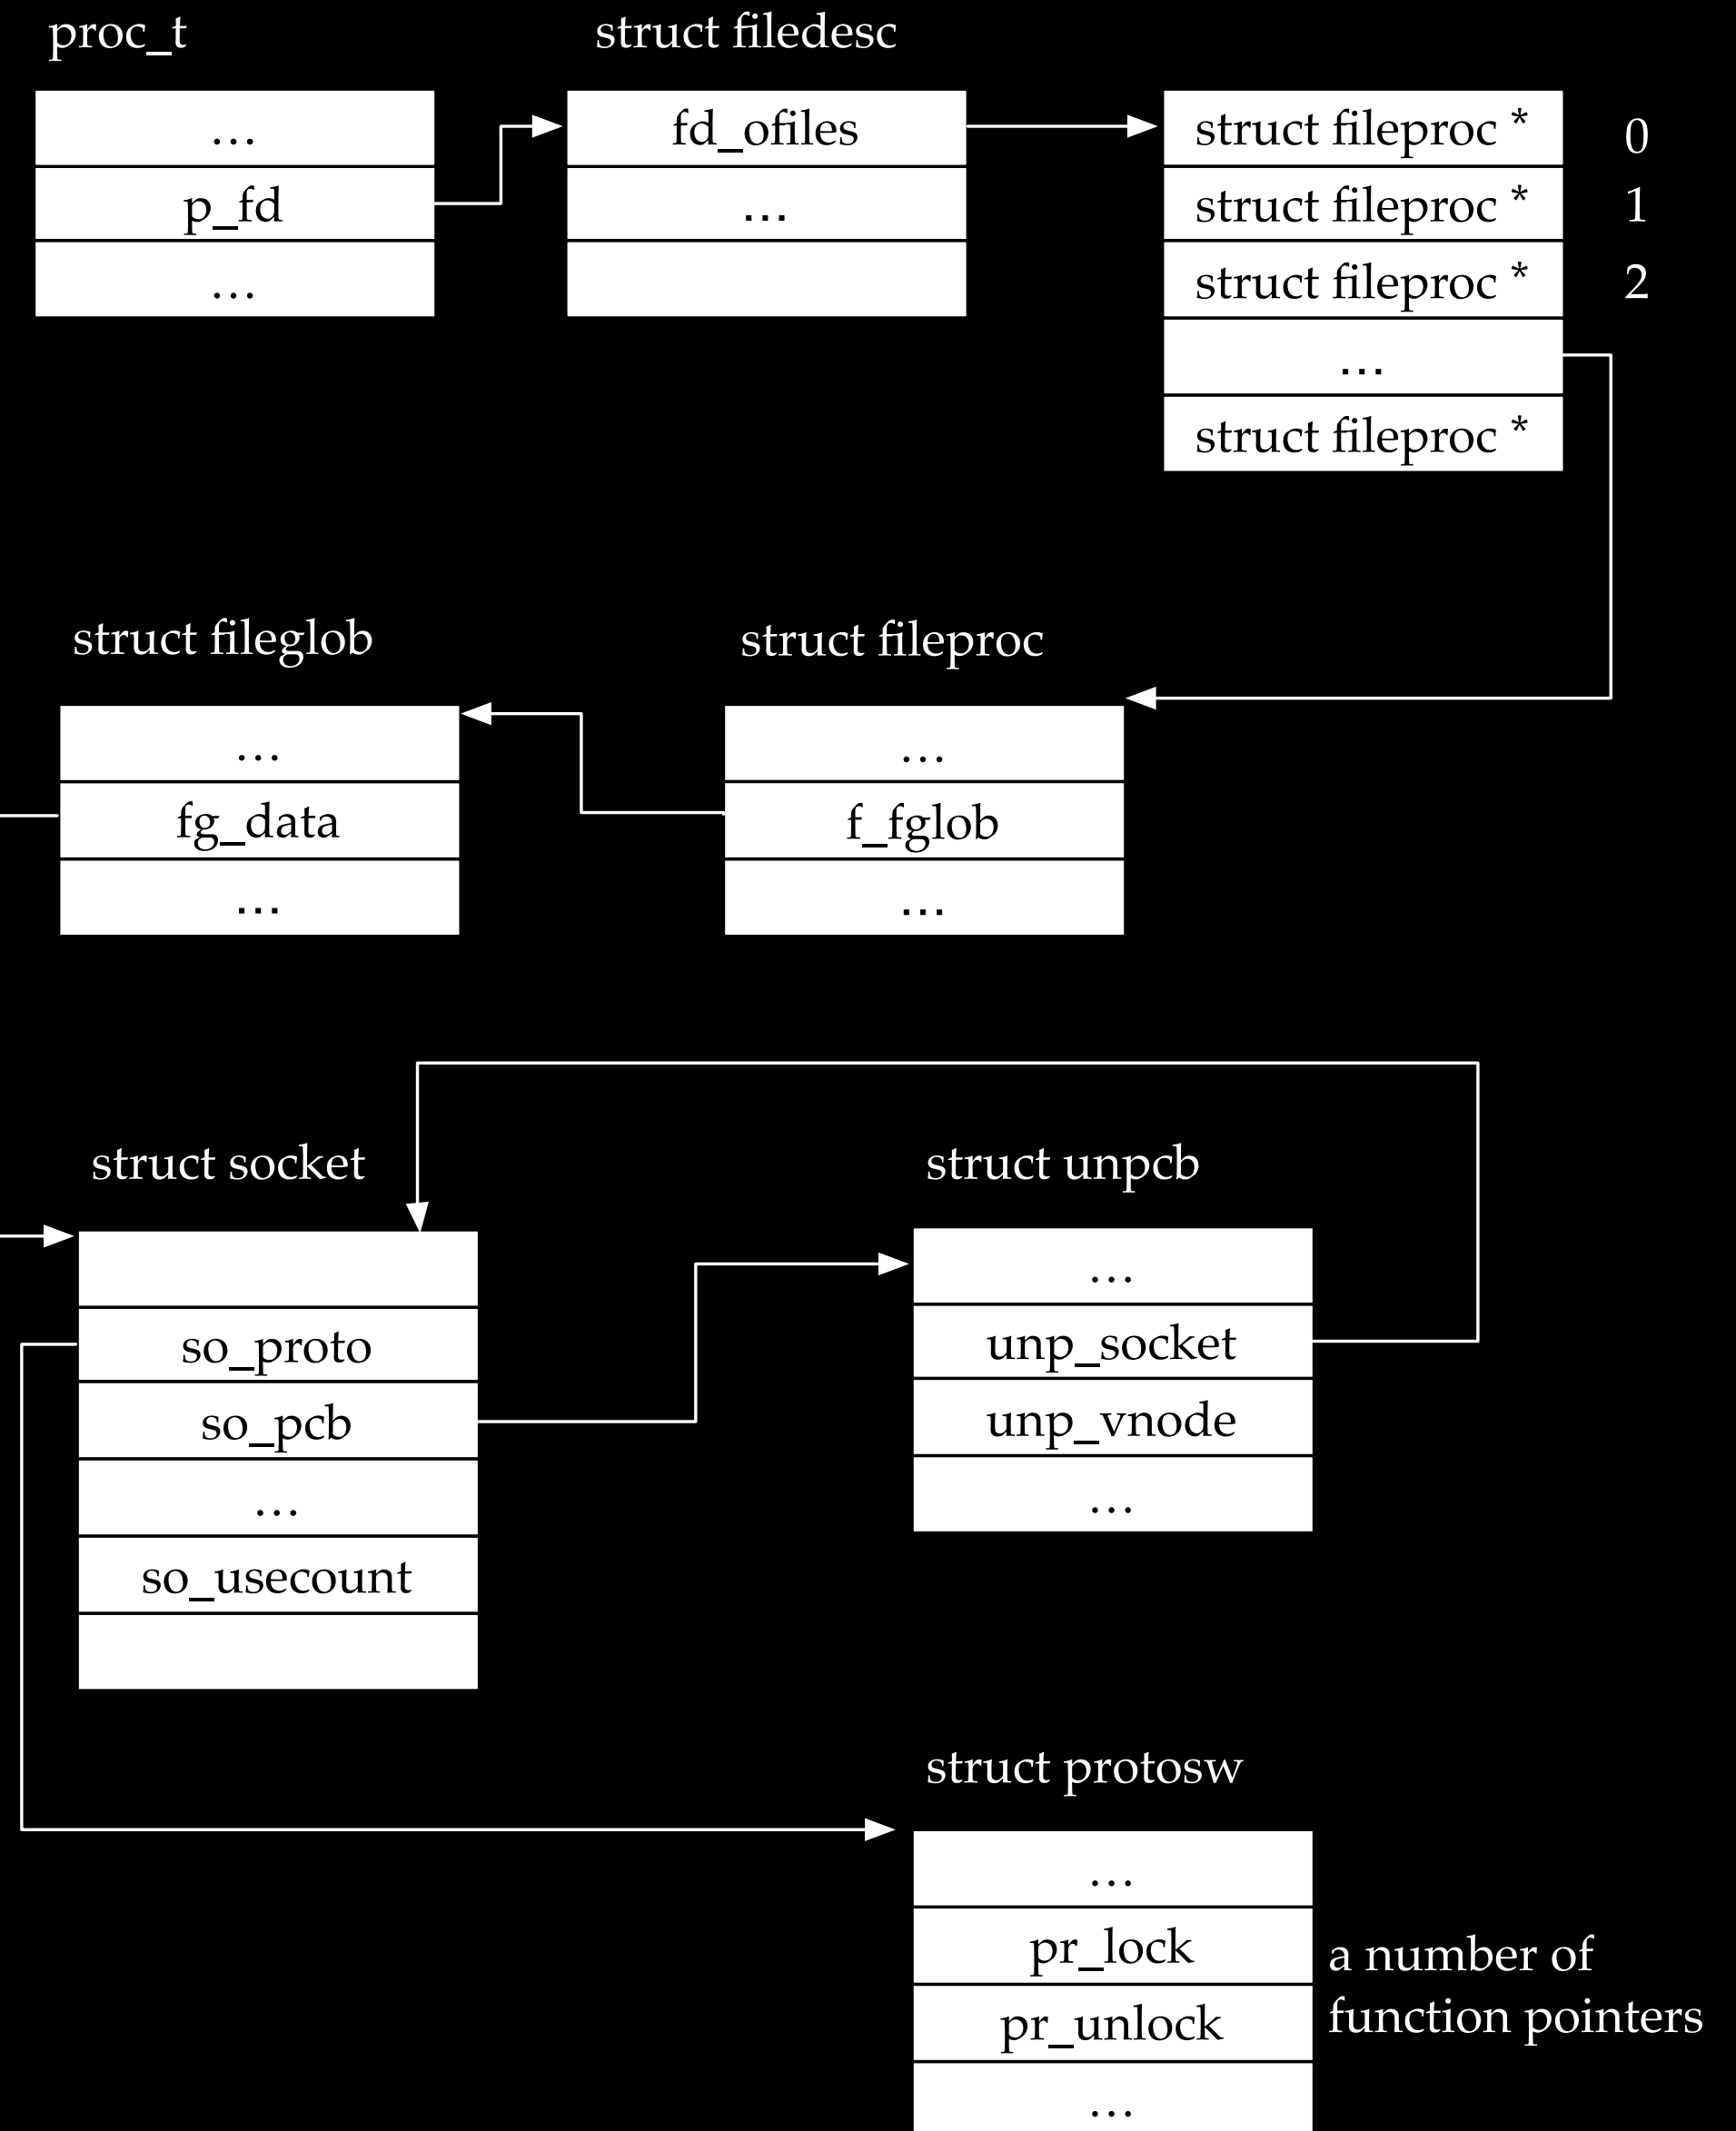 proc_t
...
p_fd
...
struct filedesc
fd_ofiles
...
struct fileproc *
0
struct fileproc *
1
struct fileproc *
2
...
struct fileproc *
struct fileglob
...
fg_data
...
struct fileproc
...
f_fglob
...
struct socket
so_proto
so_pcb
...
so_usecount
struct unpcb
...
unp_socket
unp_vnode
...
struct protosw
...
pr_lock
pr_unlock
...
a number of
function pointers